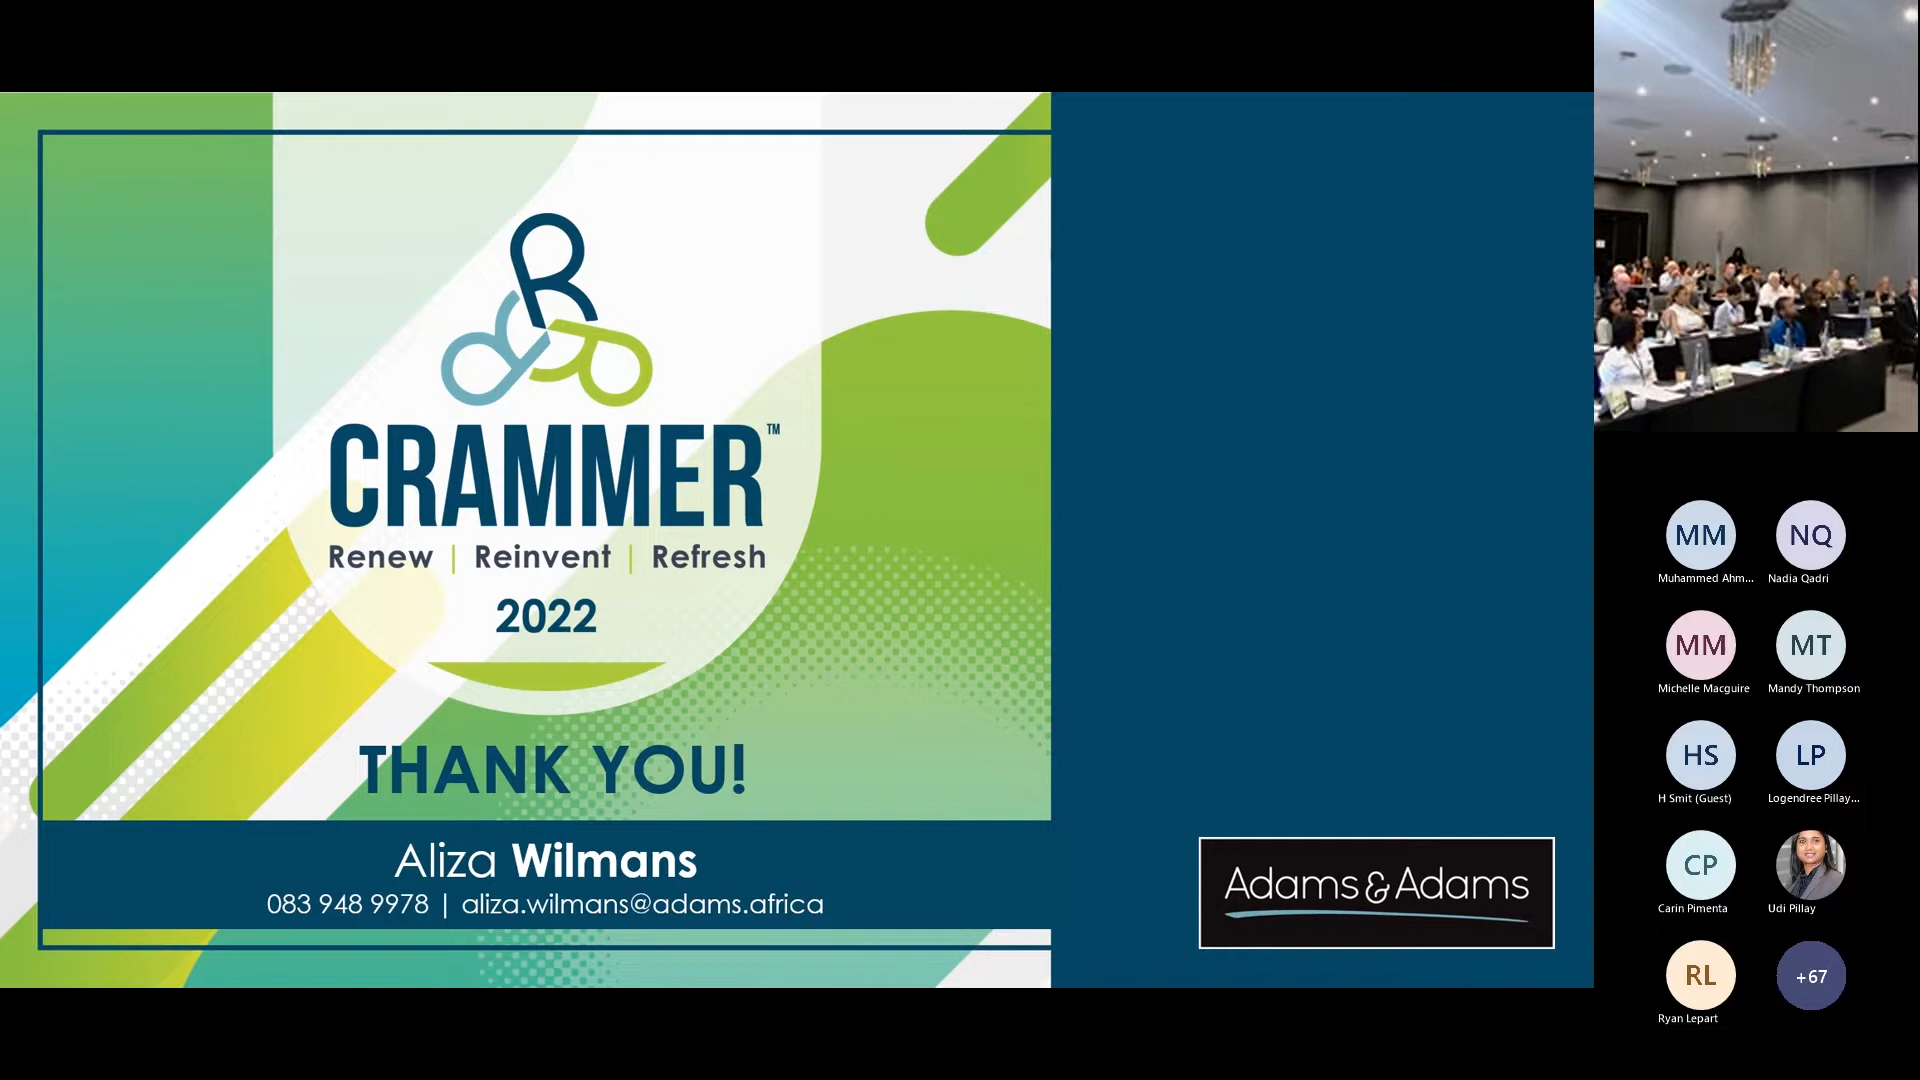 CRAMMER™
Renew | Reinvent | Refresh
2022
THANK YOU!
Aliza Wilmans
083 948 9978 | aliza.wilmans@adams.africa
Adams & Adams
MM
NQ
Muhammed Ahm...
Nadia Qadri
MM
MT
Michelle Macguire
Mandy Thompson
HS
LP
H Smit (Guest)
Logendree Pillay...
CP
Carin Pimenta
Udi Pillay
RL
+67
Ryan Lepart